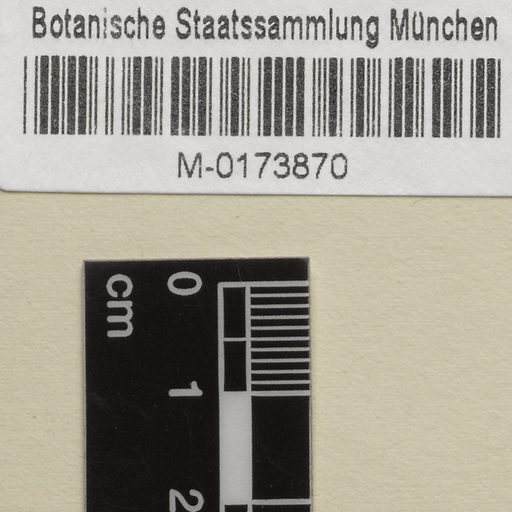 Botanische Staatssammlung München
M-0173870
cm
0
1
2